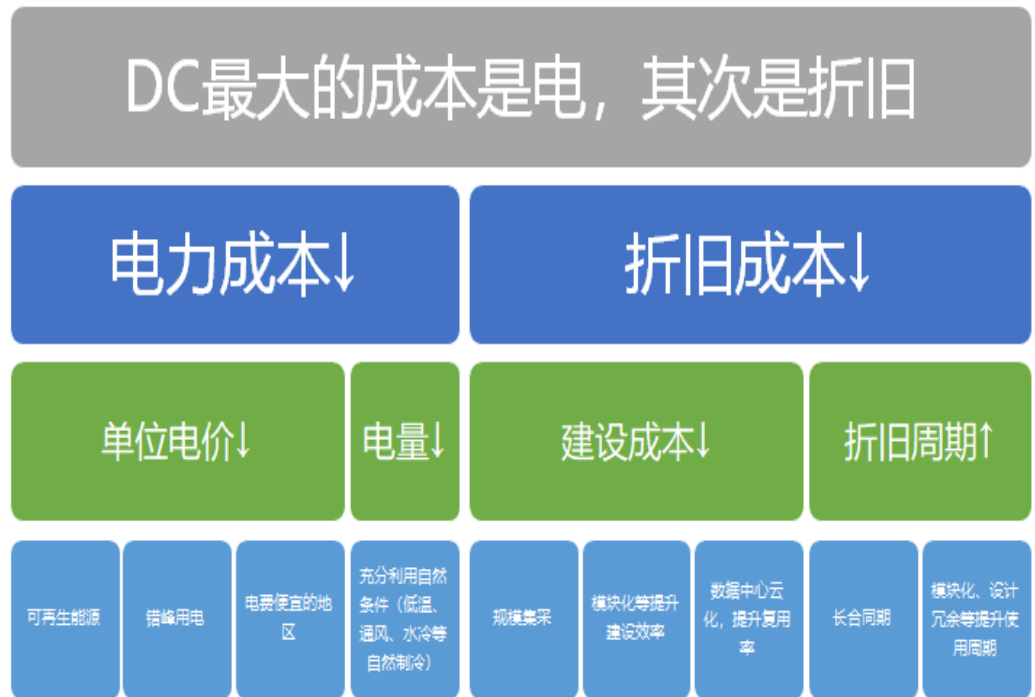 DC最大的成本是电，其次是折旧
电力成本↓
折旧成本↓
单位电价↓
电量↓
建设成本↓
折旧周期↑
可再生能源
错峰用电
电费便宜的地
区
充分利用自然
条件（低温、
通风、水冷等
自然制冷）
规模集采
模块化等提升
建设效率
数据中心云
化，提升复用
率
长合同期
模块化、设计
冗余等提升使
用周期